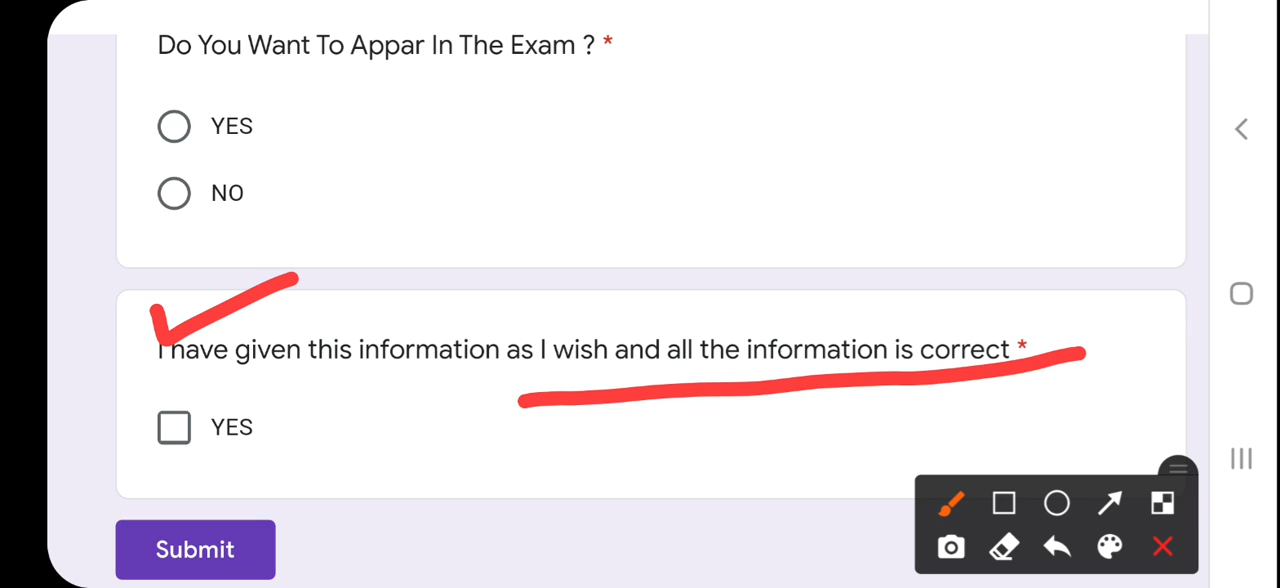 Do You Want To Appar In The Exam ? *
YES
NO
I have given this information as I wish and all the information is correct *
YES
Submit